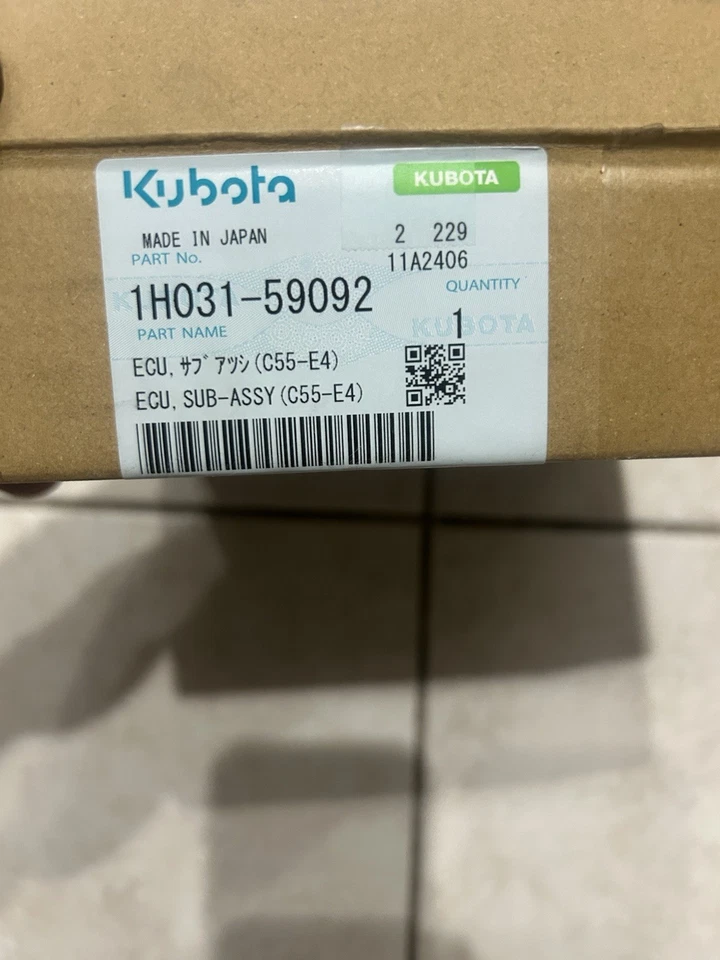 Kubota
KUBOTA
MADE IN JAPAN
2 229
PART No.
11A2406
1H031-59092
QUANTITY
1
PART NAME
KUBOTA
ECU,サブアツシ(C55-E4)
ECU,SUB-ASSY(C55-E4)